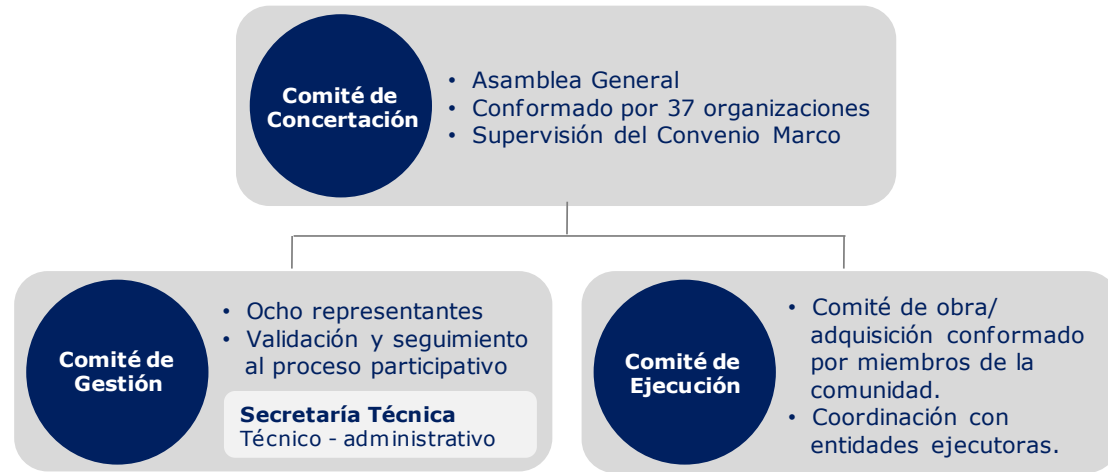 Comité de
Concertación
• Asamblea General
• Conformado por 37 organizaciones
• Supervisión del Convenio Marco
Comité de
Gestión
• Ocho representantes
• Validación y seguimiento
al proceso participativo
Secretaría Técnica
Técnico - administrativo
Comité de
Ejecución
• Comité de obra/
adquisición conformado
por miembros de la
comunidad.
• Coordinación con
entidades ejecutoras.